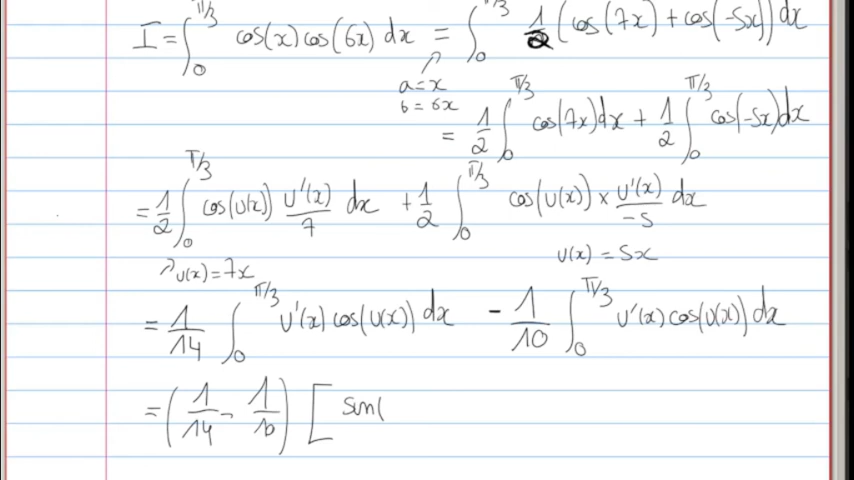 I = ∫₀^{π/3} cos(x) cos(6x) dx = ∫₀^{π/3} 1/2 (cos(7x) + cos(-5x)) dx
a = x
b = 6x
= 1/2 ∫₀^{π/3} cos(7x) dx + 1/2 ∫₀^{π/3} cos(-5x) dx
= 1/2 ∫₀^{π/3} cos(U(x)) U'(x)/7 dx + 1/2 ∫₀^{π/3} cos(U(x)) × U'(x)/-5 dx
U(x) = 7x U(x) = 5x
= 1/14 ∫₀^{π/3} U'(x) cos(U(x)) dx - 1/10 ∫₀^{π/3} U'(x) cos(U(x)) dx
= (1/14 - 1/10) [ sin(